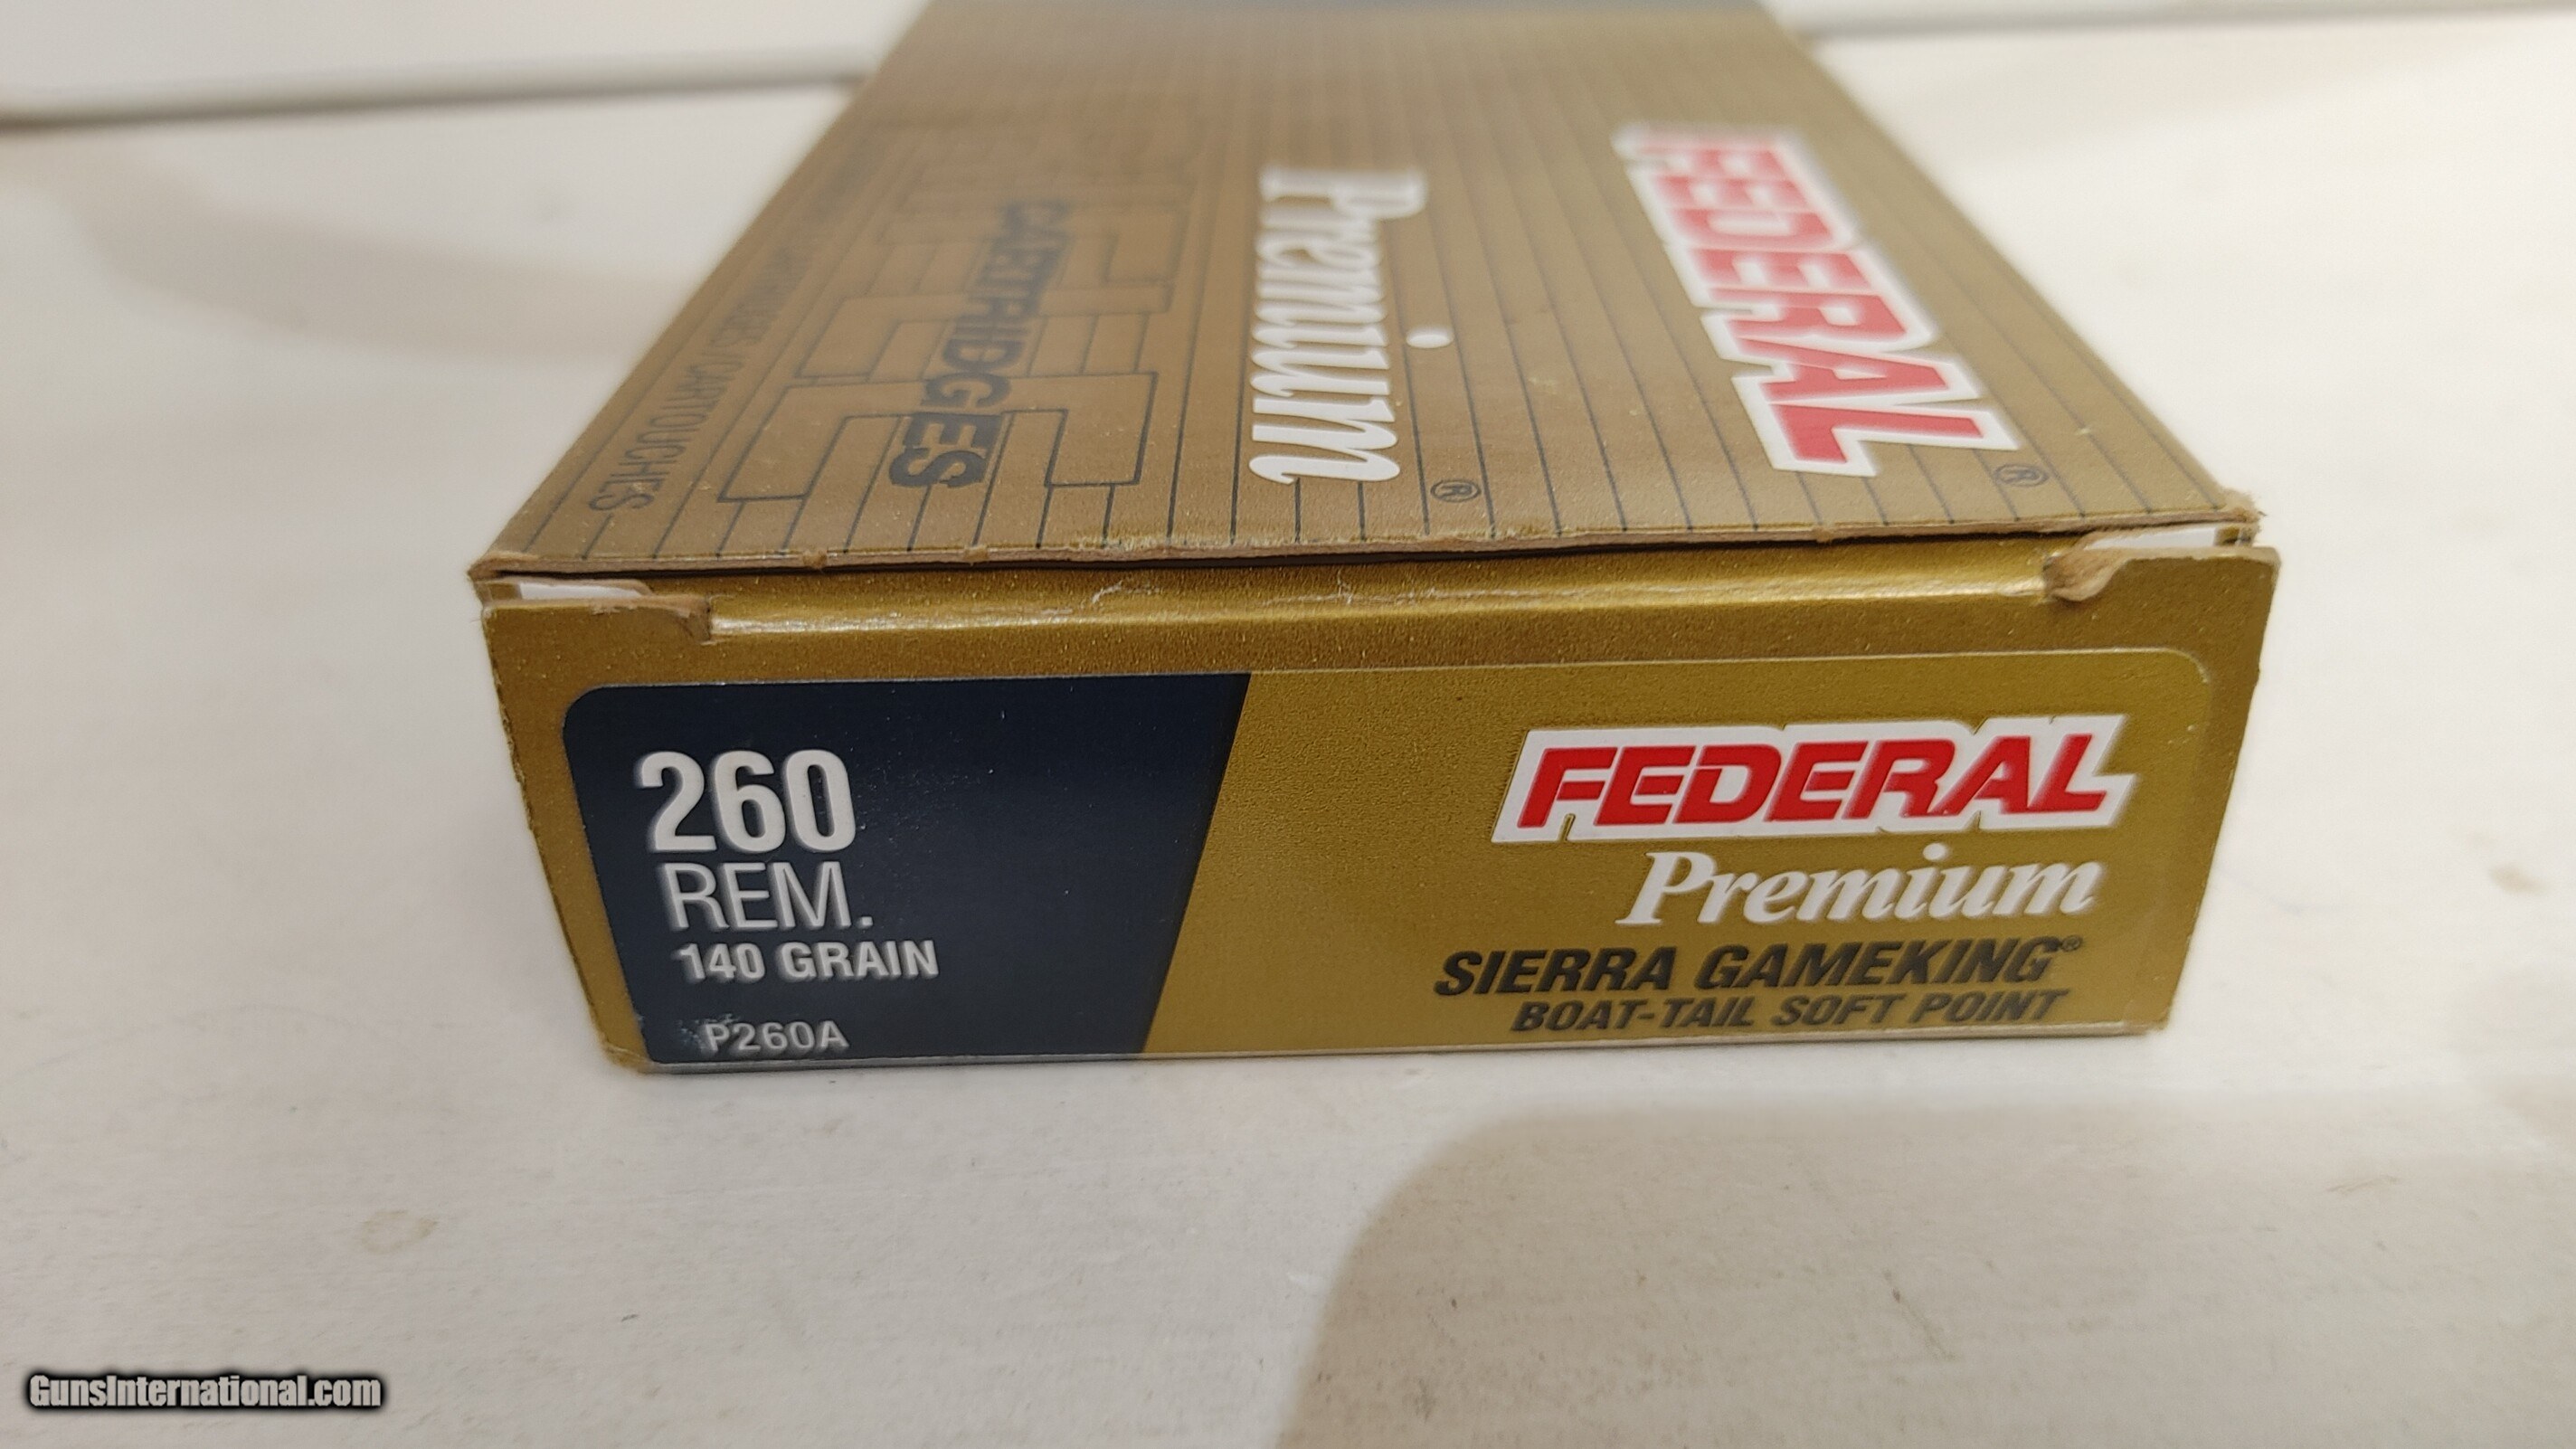 FEDERAL®
Premium®
CARTRIDGES
CARTRIDGES/CARTOUCHES
260
REM.
140 GRAIN
P260A
FEDERAL
Premium
SIERRA GAMEKING®
BOAT-TAIL SOFT POINT
GunsInternational.com